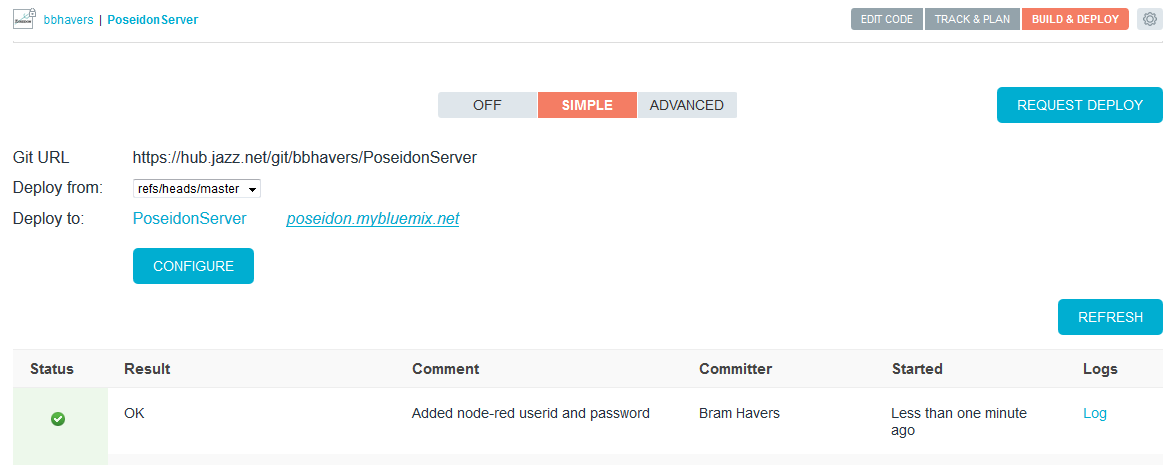 bbhavers | PoseidonServer
EDIT CODE TRACK & PLAN BUILD & DEPLOY
OFF SIMPLE ADVANCED REQUEST DEPLOY
Git URL https://hub.jazz.net/git/bbhavers/PoseidonServer
Deploy from: refs/heads/master
Deploy to: PoseidonServer poseidon.mybluemix.net
CONFIGURE
REFRESH
Status Result Comment Committer Started Logs
OK Added node-red userid and password Bram Havers Less than one minute Log
ago